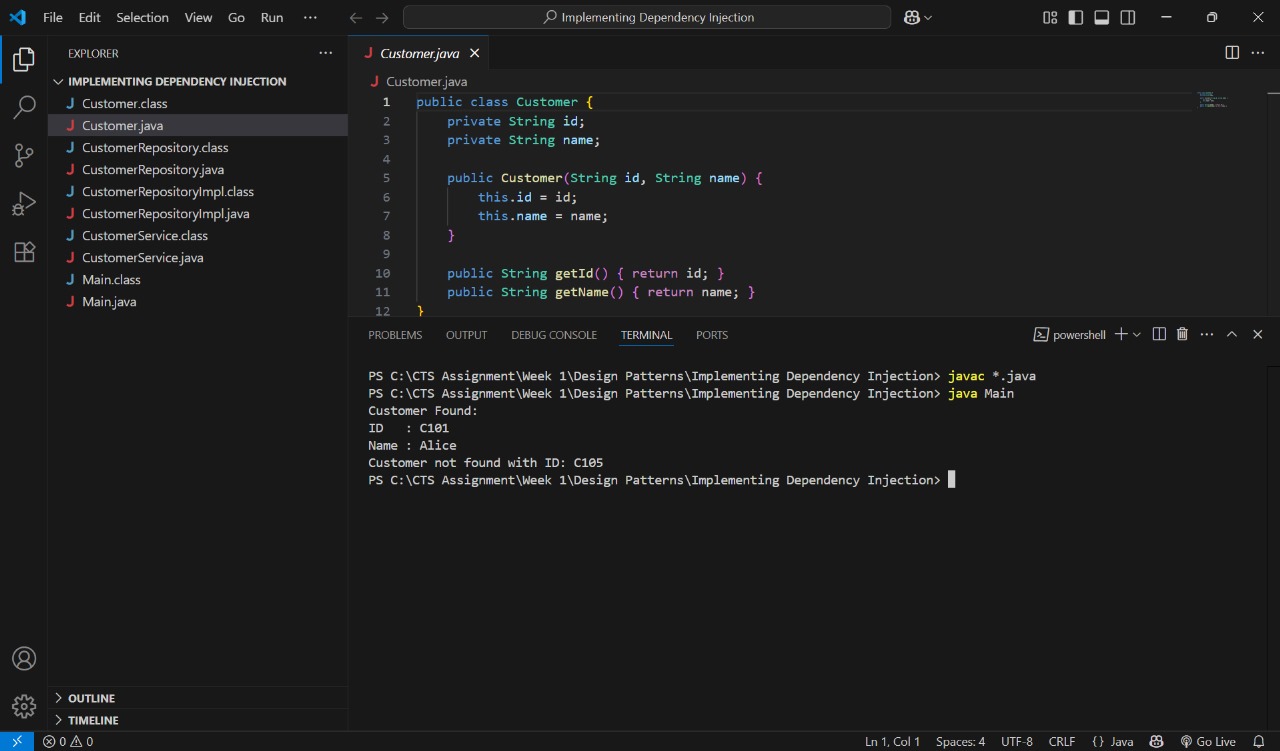 File Edit Selection View Go Run ···
Implementing Dependency Injection
EXPLORER ···
IMPLEMENTING DEPENDENCY INJECTION
J Customer.class
J Customer.java
J CustomerRepository.class
J CustomerRepository.java
J CustomerRepositoryImpl.class
J CustomerRepositoryImpl.java
J CustomerService.class
J CustomerService.java
J Main.class
J Main.java
OUTLINE
TIMELINE
J Customer.java
J Customer.java
1 public class Customer {
2     private String id;
3     private String name;
4
5     public Customer(String id, String name) {
6         this.id = id;
7         this.name = name;
8     }
9
10     public String getId() { return id; }
11     public String getName() { return name; }
12 }
PROBLEMS OUTPUT DEBUG CONSOLE TERMINAL PORTS powershell ···
PS C:\CTS Assignment\Week 1\Design Patterns\Implementing Dependency Injection> javac *.java
PS C:\CTS Assignment\Week 1\Design Patterns\Implementing Dependency Injection> java Main
Customer Found:
ID   : C101
Name : Alice
Customer not found with ID: C105
PS C:\CTS Assignment\Week 1\Design Patterns\Implementing Dependency Injection>
0 0 Ln 1, Col 1 Spaces: 4 UTF-8 CRLF {} Java Go Live